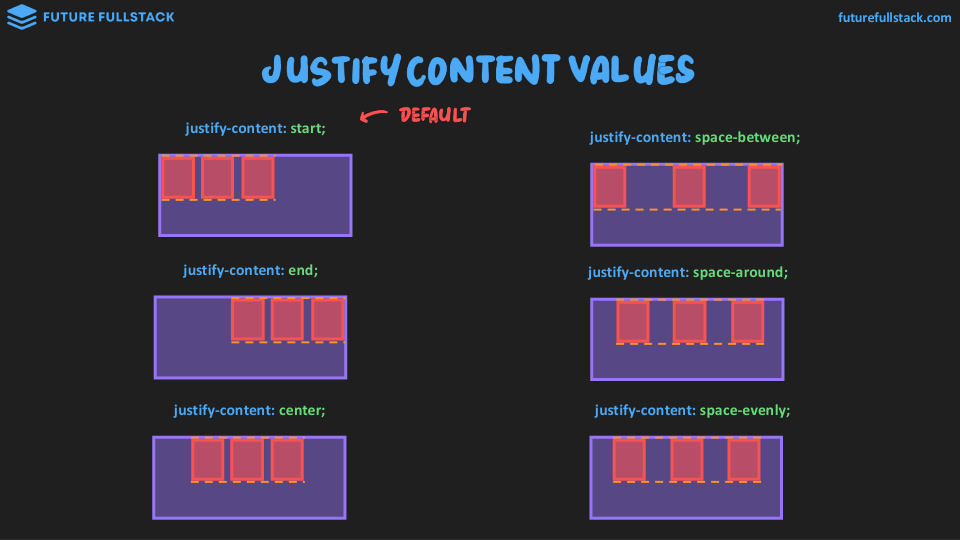 FUTURE FULLSTACK
futurefullstack.com
JUSTIFY CONTENT VALUES
DEFAULT
justify-content: start;
justify-content: space-between;
justify-content: end;
justify-content: space-around;
justify-content: center;
justify-content: space-evenly;